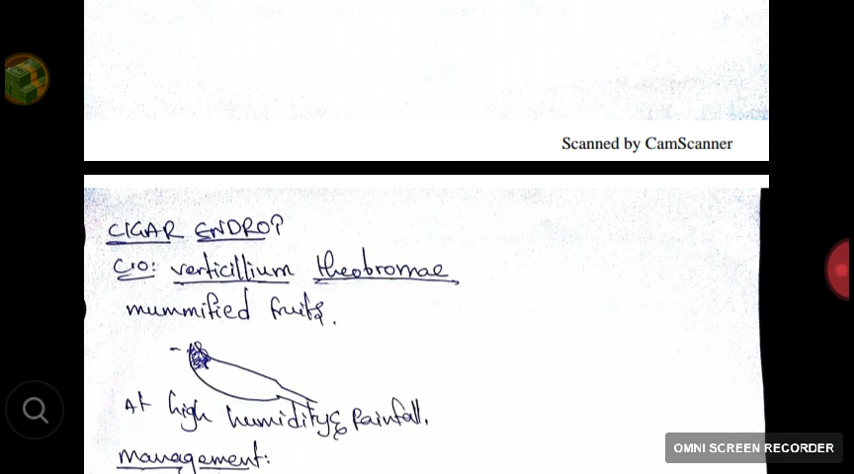 Scanned by CamScanner
CIGAR ENDROT
C.O: verticillium theobromae
mummified fruits.
At high humidity & Rainfall.
management:
OMNI SCREEN RECORDER